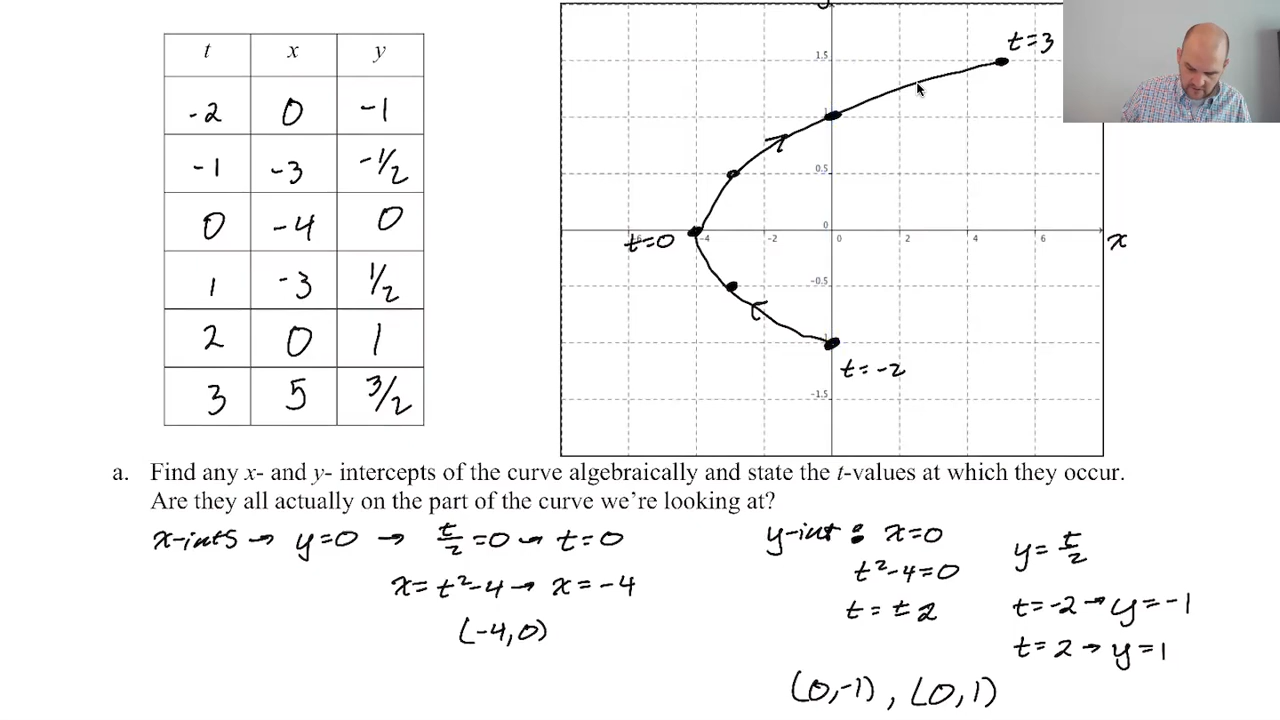 t x y
-2 0 -1
-1 -3 -1/2
0 -4 0
1 -3 1/2
2 0 1
3 5 3/2
t=3
1.5
1
0.5
0
t=0 -4 -2 0 2 4 6 x
-0.5
-1
t=-2
-1.5
a. Find any x- and y- intercepts of the curve algebraically and state the t-values at which they occur.
Are they all actually on the part of the curve we're looking at?
x-ints → y=0 → t/2=0 → t=0
x=t²-4 → x=-4
(-4,0)
y-int: x=0
t²-4=0
t=±2
y=t/2
t=-2 → y=-1
t=2 → y=1
(0,-1), (0,1)